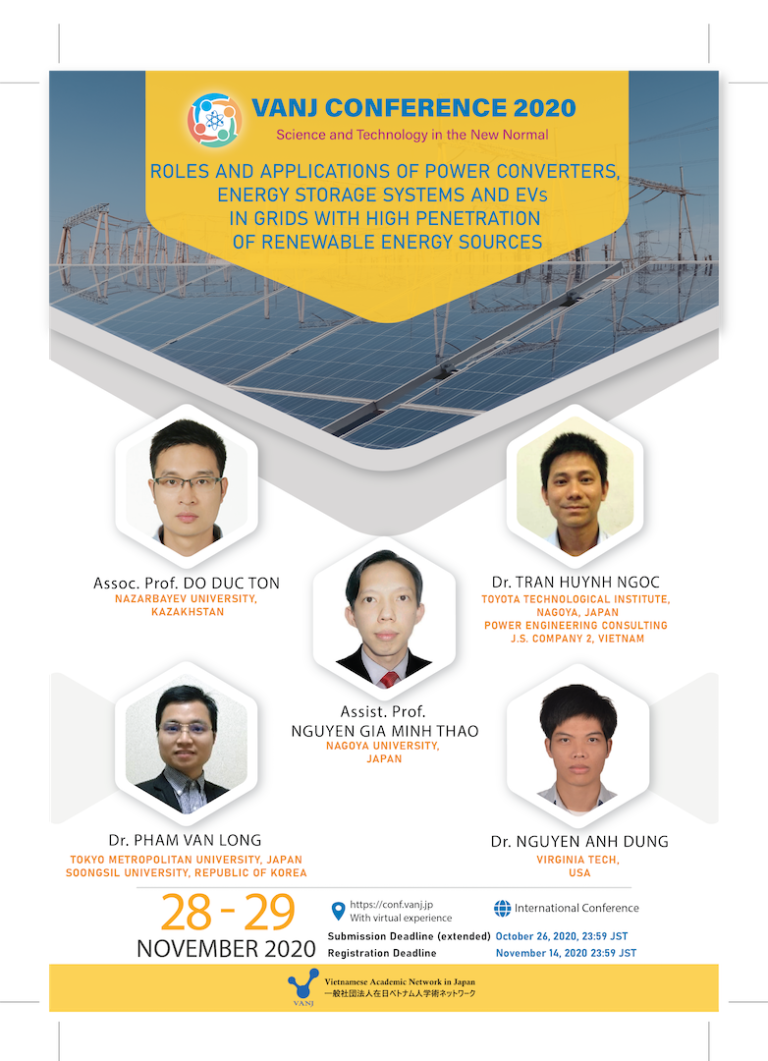 VANJ CONFERENCE 2020
Science and Technology in the New Normal
ROLES AND APPLICATIONS OF POWER CONVERTERS,
ENERGY STORAGE SYSTEMS AND EVs
IN GRIDS WITH HIGH PENETRATION
OF RENEWABLE ENERGY SOURCES
Assoc. Prof. DO DUC TON
NAZARBAYEV UNIVERSITY,
KAZAKHSTAN
Dr. TRAN HUYNH NGOC
TOYOTA TECHNOLOGICAL INSTITUTE,
NAGOYA, JAPAN
POWER ENGINEERING CONSULTING
J.S. COMPANY 2, VIETNAM
Assist. Prof.
NGUYEN GIA MINH THAO
NAGOYA UNIVERSITY,
JAPAN
Dr. PHAM VAN LONG
TOKYO METROPOLITAN UNIVERSITY, JAPAN
SOONGSIL UNIVERSITY, REPUBLIC OF KOREA
Dr. NGUYEN ANH DUNG
VIRGINIA TECH,
USA
28 - 29
NOVEMBER 2020
https://conf.vanj.jp
With virtual experience
International Conference
Submission Deadline (extended) October 26, 2020, 23:59 JST
Registration Deadline November 14, 2020 23:59 JST
VANJ
Vietnamese Academic Network in Japan
一般社団法人在日ベトナム人学術ネットワーク